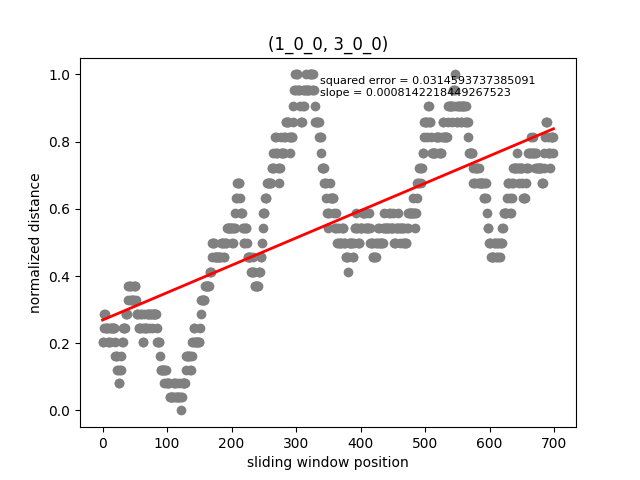 (1_0_0, 3_0_0)
squared error = 0.0314593737385091
slope = 0.0008142218449267523
normalized distance
1.0
0.8
0.6
0.4
0.2
0.0
0 100 200 300 400 500 600 700
sliding window position